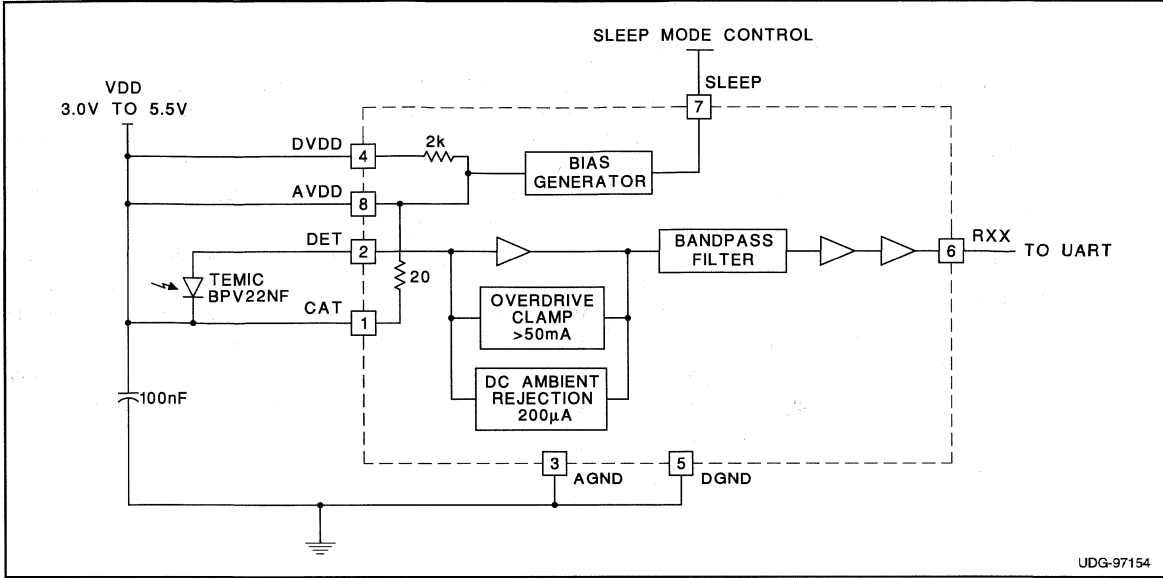 SLEEP MODE CONTROL
SLEEP
7
VDD
3.0V TO 5.5V
DVDD
4
2k
BIAS
GENERATOR
AVDD
8
DET
2
20
BANDPASS
FILTER
6
RXX
TO UART
TEMIC
BPV22NF
CAT
1
OVERDRIVE
CLAMP
>50mA
DC AMBIENT
REJECTION
200µA
100nF
3
AGND
5
DGND
UDG-97154